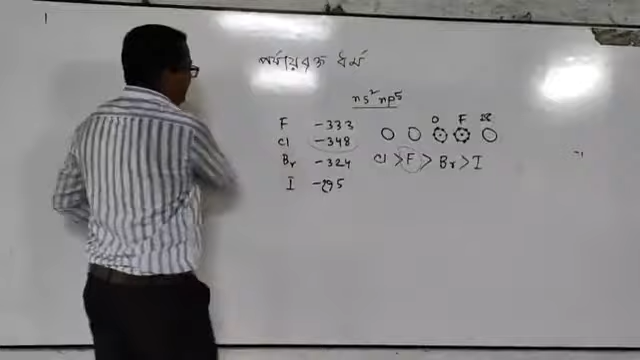 পর্যায়বৃত্ত ধর্ম
ns² np⁵
F -333
Cl -348
Br -324
I -295
O F
Cl > F > Br > I